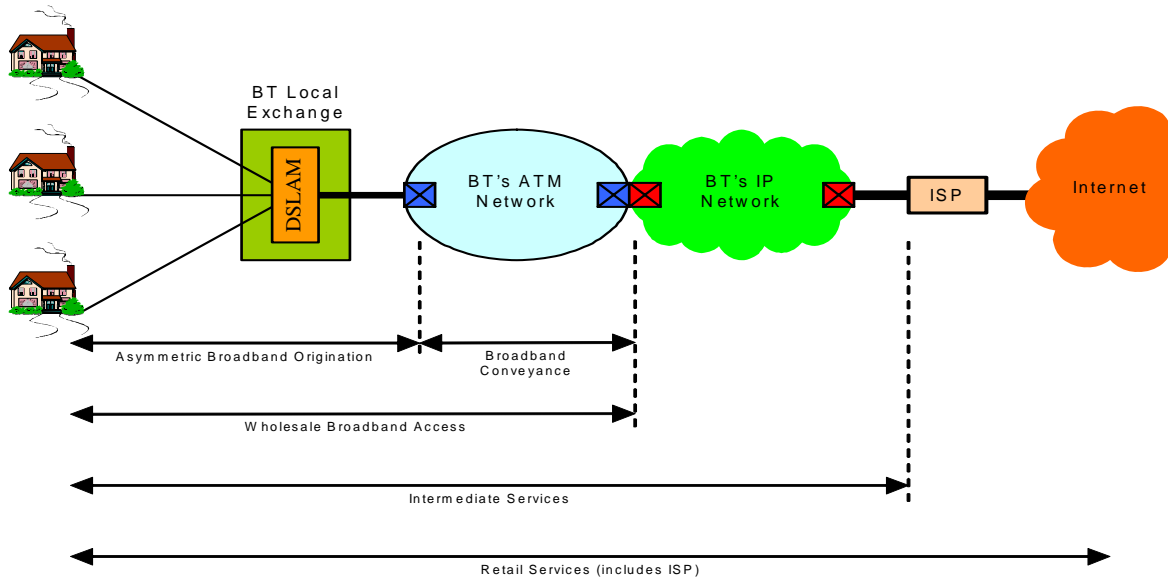 BT Local
Exchange
DSLAM
BT's ATM
Network
BT's IP
Network
ISP
Internet
Asymmetric Broadband Origination
Broadband
Conveyance
Wholesale Broadband Access
Intermediate Services
Retail Services (includes ISP)